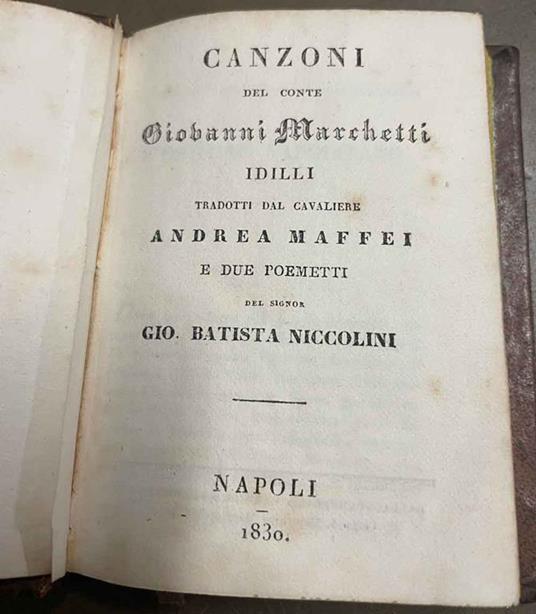 CANZONI
DEL CONTE
Giovanni Marchetti
IDILLI
TRADOTTI DAL CAVALIERE
ANDREA MAFFEI
E DUE POEMETTI
DEL SIGNOR
GIO. BATISTA NICCOLINI
NAPOLI
1830.